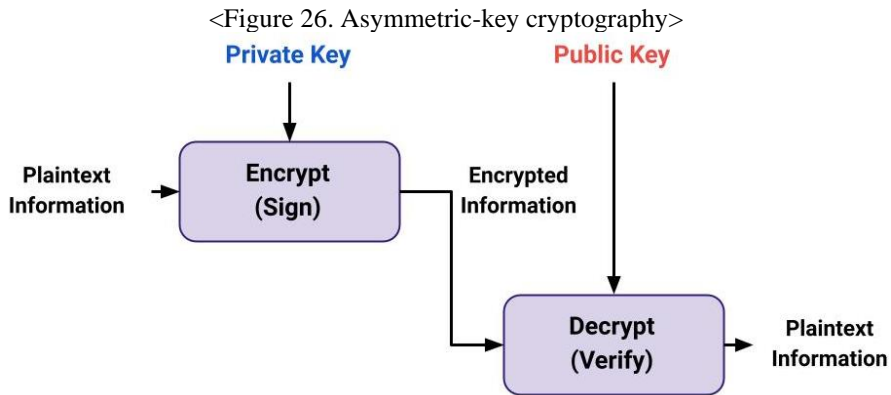 <Figure 26. Asymmetric-key cryptography>
Private Key
Public Key
Plaintext
Information
Encrypt
(Sign)
Encrypted
Information
Decrypt
(Verify)
Plaintext
Information